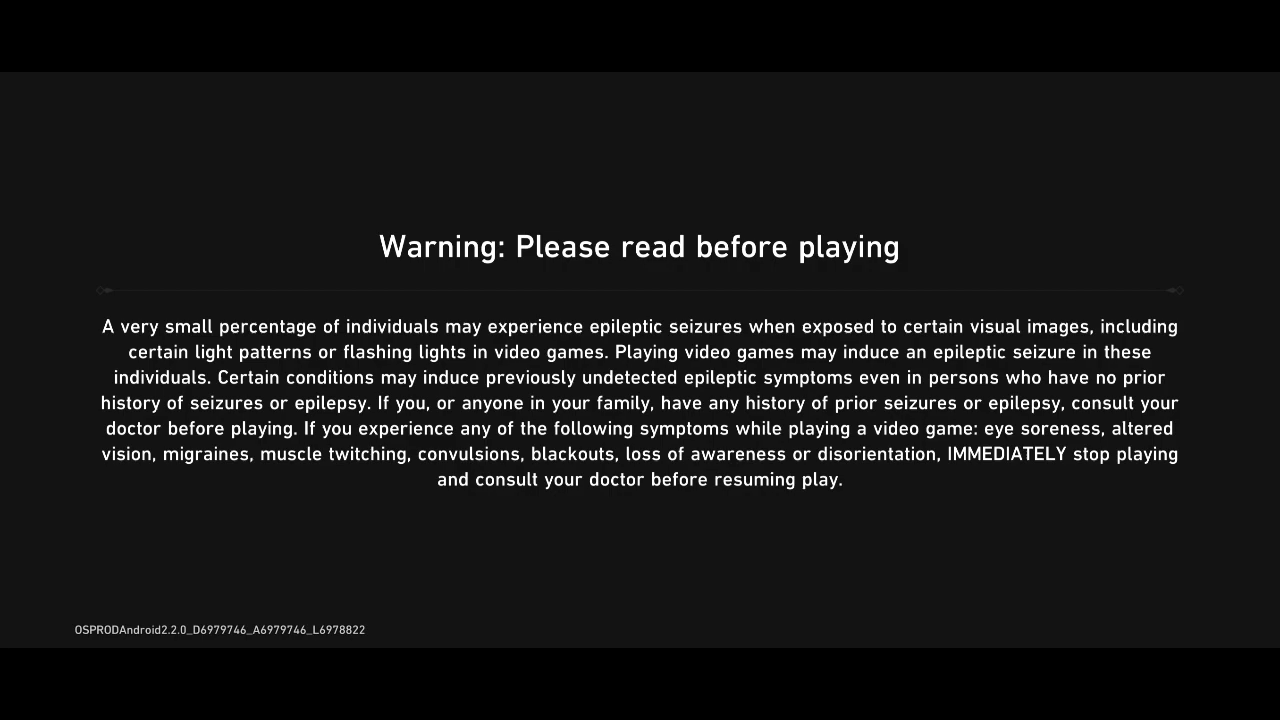 Warning: Please read before playing
A very small percentage of individuals may experience epileptic seizures when exposed to certain visual images, including
certain light patterns or flashing lights in video games. Playing video games may induce an epileptic seizure in these
individuals. Certain conditions may induce previously undetected epileptic symptoms even in persons who have no prior
history of seizures or epilepsy. If you, or anyone in your family, have any history of prior seizures or epilepsy, consult your
doctor before playing. If you experience any of the following symptoms while playing a video game: eye soreness, altered
vision, migraines, muscle twitching, convulsions, blackouts, loss of awareness or disorientation, IMMEDIATELY stop playing
and consult your doctor before resuming play.
OSPRODAndroid2.2.0_D6979746_A6979746_L6978822